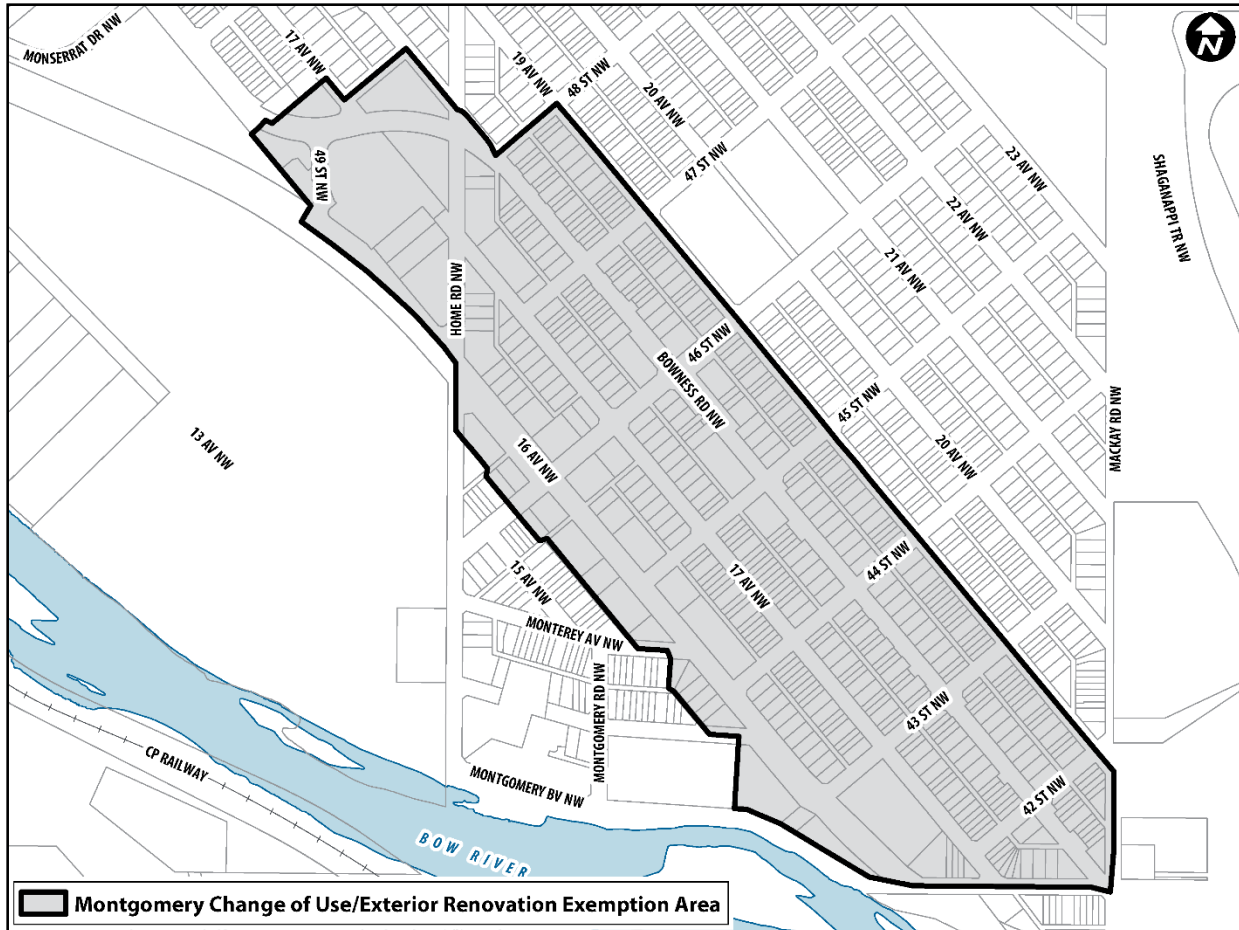 MONSERRAT DR NW
17 AV NW
19 AV NW
48 ST NW
20 AV NW
N
47 ST NW
23 AV NW
SHAGANAPPI TR NW
49 ST NW
22 AV NW
21 AV NW
HOME RD NW
46 ST NW
BOWNESS RD NW
45 ST NW
MACKAY RD NW
13 AV NW
16 AV NW
20 AV NW
44 ST NW
15 AV NW
17 AV NW
MONTEREY AV NW
MONTGOMERY RD NW
43 ST NW
CP RAILWAY
MONTGOMERY BV NW
42 ST NW
BOW RIVER
Montgomery Change of Use/Exterior Renovation Exemption Area